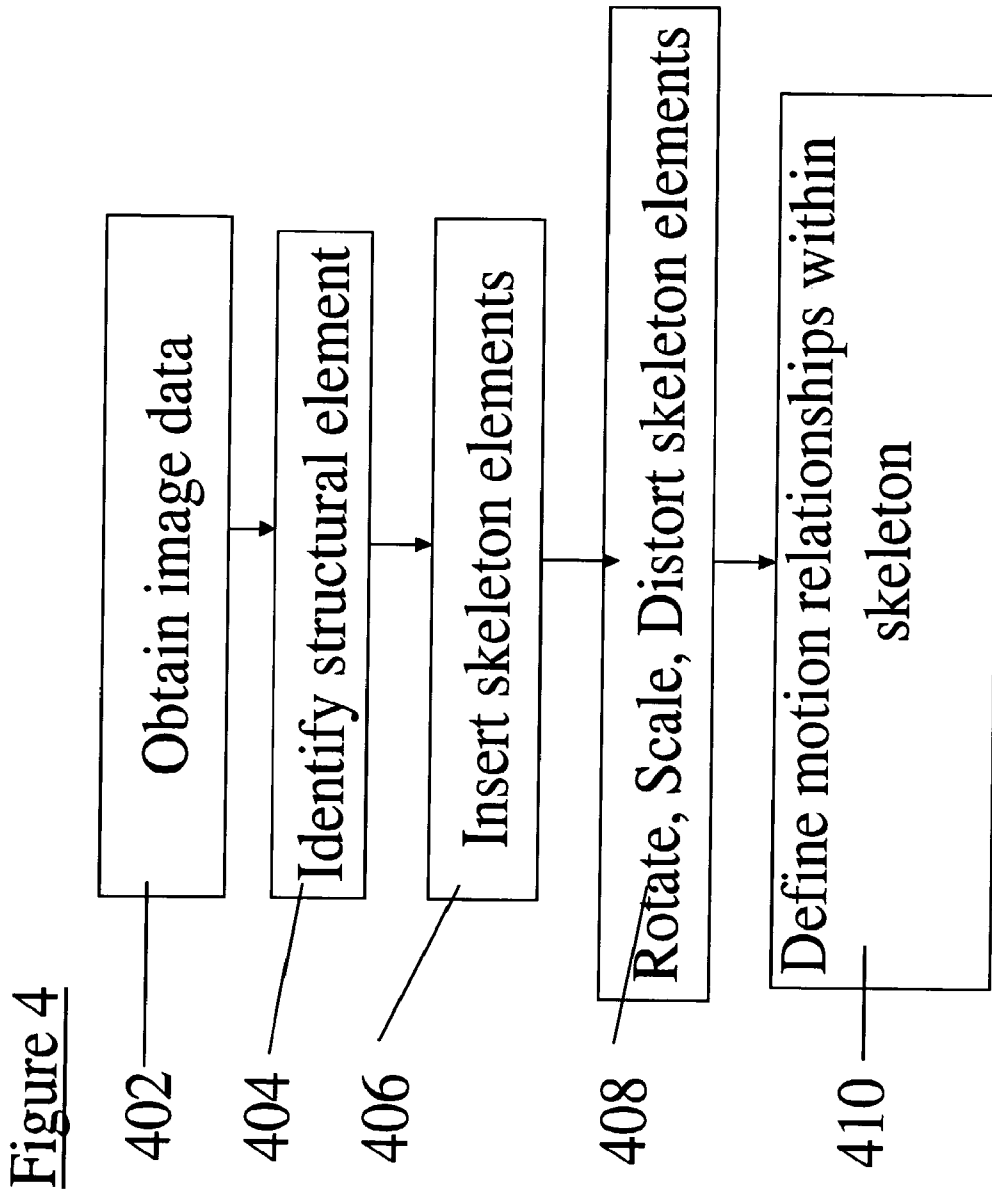 Figure 4
402
Obtain image data
404
Identify structural element
406
Insert skeleton elements
408
Rotate, Scale, Distort skeleton elements
410
Define motion relationships within
skeleton